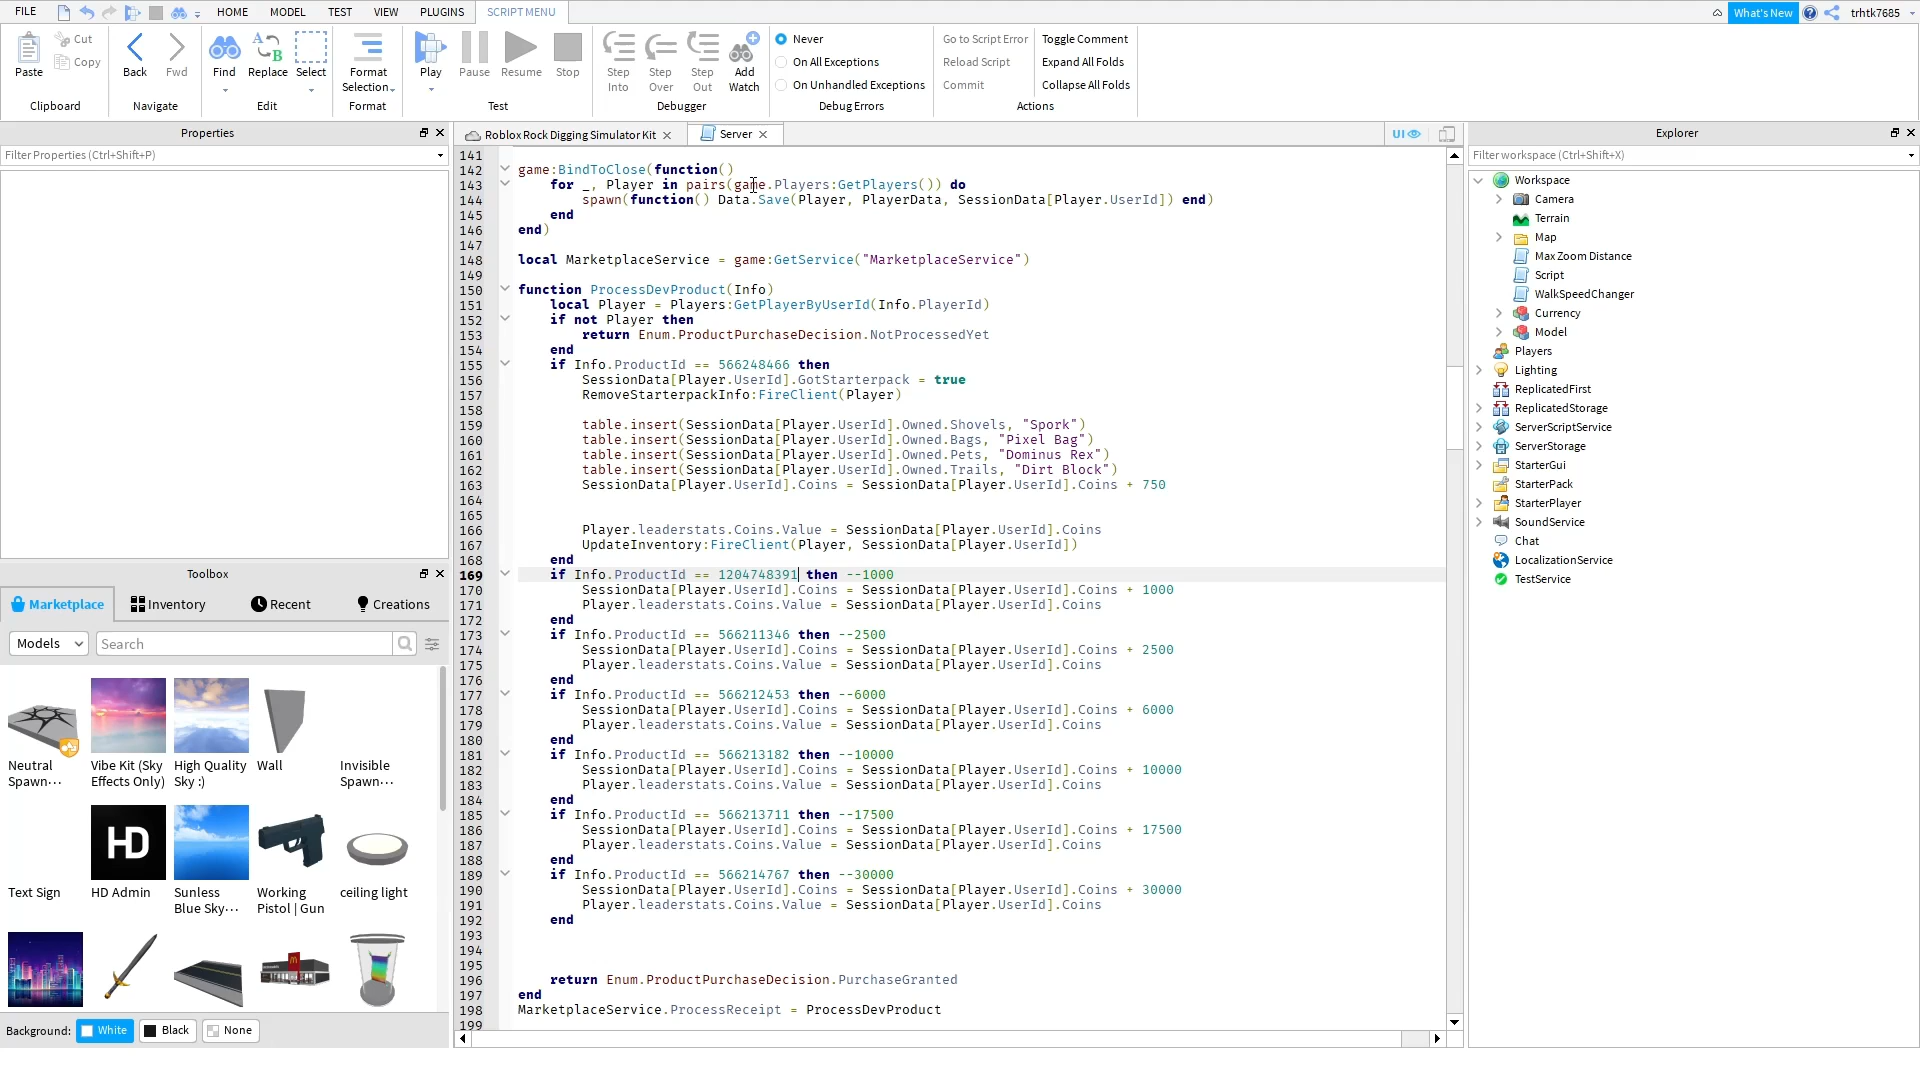 FILE HOME MODEL TEST VIEW PLUGINS SCRIPT MENU What's New trhtk7685
Paste Cut Copy Clipboard
Back Fwd Navigate
Find Replace Select Edit
Format Selection Format
Play Pause Resume Stop Test
Step Into Step Over Step Out Add Watch Debugger
Never
On All Exceptions
On Unhandled Exceptions
Debug Errors
Go to Script Error Toggle Comment
Reload Script Expand All Folds
Commit Collapse All Folds
Actions
Properties
Filter Properties (Ctrl+Shift+P)
Toolbox
Marketplace Inventory Recent Creations
Models Search
Neutral Spawn...
Vibe Kit (Sky Effects Only)
High Quality Sky :)
Wall
Invisible Spawn...
Text Sign
HD
HD Admin
Sunless Blue Sky...
Working Pistol | Gun
ceiling light
Background: White Black None
Roblox Rock Digging Simulator Kit Server UI
141
142 game:BindToClose(function()
143 for _, Player in pairs(game.Players:GetPlayers()) do
144 spawn(function() Data.Save(Player, PlayerData, SessionData[Player.UserId]) end)
145 end
146 end)
147
148 local MarketplaceService = game:GetService("MarketplaceService")
149
150 function ProcessDevProduct(Info)
151 local Player = Players:GetPlayerByUserId(Info.PlayerId)
152 if not Player then
153 return Enum.ProductPurchaseDecision.NotProcessedYet
154 end
155 if Info.ProductId == 566248466 then
156 SessionData[Player.UserId].GotStarterpack = true
157 RemoveStarterpackInfo:FireClient(Player)
158
159 table.insert(SessionData[Player.UserId].Owned.Shovels, "Spork")
160 table.insert(SessionData[Player.UserId].Owned.Bags, "Pixel Bag")
161 table.insert(SessionData[Player.UserId].Owned.Pets, "Dominus Rex")
162 table.insert(SessionData[Player.UserId].Owned.Trails, "Dirt Block")
163 SessionData[Player.UserId].Coins = SessionData[Player.UserId].Coins + 750
164
165
166 Player.leaderstats.Coins.Value = SessionData[Player.UserId].Coins
167 UpdateInventory:FireClient(Player, SessionData[Player.UserId])
168 end
169 if Info.ProductId == 1204748391 then --1000
170 SessionData[Player.UserId].Coins = SessionData[Player.UserId].Coins + 1000
171 Player.leaderstats.Coins.Value = SessionData[Player.UserId].Coins
172 end
173 if Info.ProductId == 566211346 then --2500
174 SessionData[Player.UserId].Coins = SessionData[Player.UserId].Coins + 2500
175 Player.leaderstats.Coins.Value = SessionData[Player.UserId].Coins
176 end
177 if Info.ProductId == 566212453 then --6000
178 SessionData[Player.UserId].Coins = SessionData[Player.UserId].Coins + 6000
179 Player.leaderstats.Coins.Value = SessionData[Player.UserId].Coins
180 end
181 if Info.ProductId == 566213182 then --10000
182 SessionData[Player.UserId].Coins = SessionData[Player.UserId].Coins + 10000
183 Player.leaderstats.Coins.Value = SessionData[Player.UserId].Coins
184 end
185 if Info.ProductId == 566213711 then --17500
186 SessionData[Player.UserId].Coins = SessionData[Player.UserId].Coins + 17500
187 Player.leaderstats.Coins.Value = SessionData[Player.UserId].Coins
188 end
189 if Info.ProductId == 566214767 then --30000
190 SessionData[Player.UserId].Coins = SessionData[Player.UserId].Coins + 30000
191 Player.leaderstats.Coins.Value = SessionData[Player.UserId].Coins
192 end
193
194
195
196 return Enum.ProductPurchaseDecision.PurchaseGranted
197 end
198 MarketplaceService.ProcessReceipt = ProcessDevProduct
199
Explorer
Filter workspace (Ctrl+Shift+X)
Workspace
Camera
Terrain
Map
Max Zoom Distance
Script
WalkSpeedChanger
Currency
Model
Players
Lighting
ReplicatedFirst
ReplicatedStorage
ServerScriptService
ServerStorage
StarterGui
StarterPack
StarterPlayer
SoundService
Chat
LocalizationService
TestService